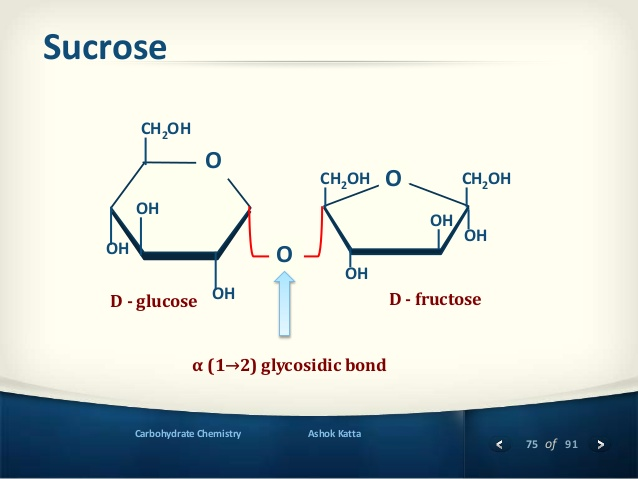 Sucrose
CH₂OH
O
CH₂OH
O
CH₂OH
OH
OH
OH
OH
O
OH
OH
D - glucose
D - fructose
α (1→2) glycosidic bond
Carbohydrate Chemistry Ashok Katta
< 75 of 91 >